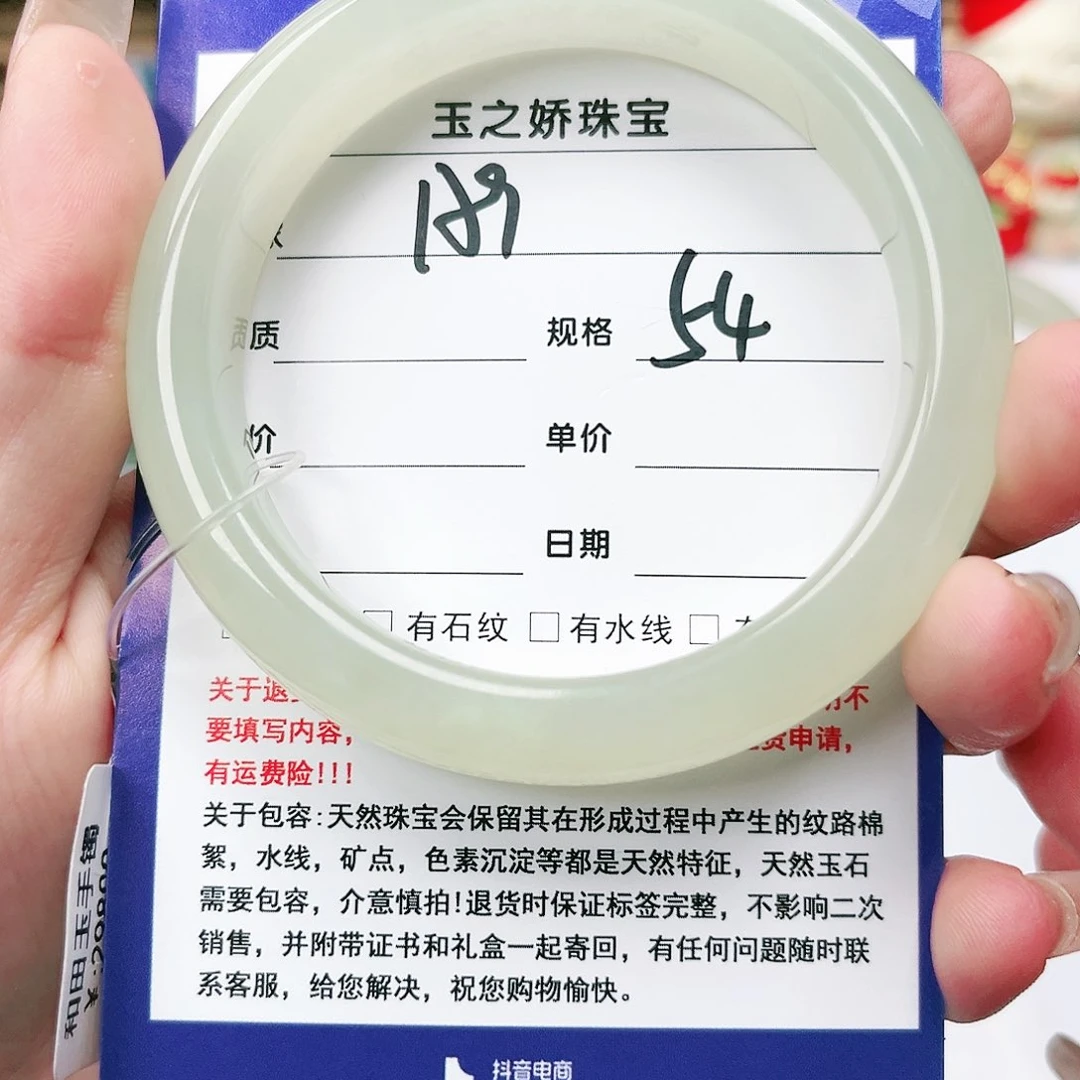 玉之娇珠宝
189
质 规格 54
价 单价
日期
有石纹 有水线
关于退
要填写内容， 申请，
有运费险!!!
关于包容:天然珠宝会保留其在形成过程中产生的纹路棉
絮，水线，矿点，色素沉淀等都是天然特征，天然玉石
需要包容，介意慎拍!退货时保证标签完整，不影响二次
销售，并附带证书和礼盒一起寄回，有任何问题随时联
系客服，给您解决，祝您购物愉快。
抖音电商
和田玉手镯